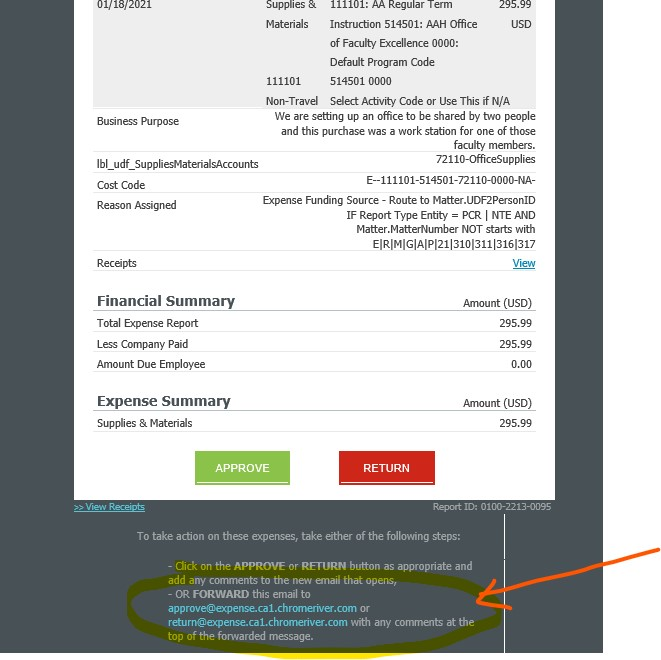 01/18/2021 Supplies & 111101: AA Regular Term 295.99
Materials Instruction 514501: AAH Office USD
of Faculty Excellence 0000:
Default Program Code
111101 514501 0000
Non-Travel Select Activity Code or Use This if N/A
Business Purpose We are setting up an office to be shared by two people
and this purchase was a work station for one of those
faculty members.
lbl_udf_SuppliesMaterialsAccounts 72110-OfficeSupplies
Cost Code E--111101-514501-72110-0000-NA-
Reason Assigned Expense Funding Source - Route to Matter.UDF2PersonID
IF Report Type Entity = PCR | NTE AND
Matter.MatterNumber NOT starts with
E|R|M|G|A|P|21|310|311|316|317
Receipts View
Financial Summary Amount (USD)
Total Expense Report 295.99
Less Company Paid 295.99
Amount Due Employee 0.00
Expense Summary Amount (USD)
Supplies & Materials 295.99
APPROVE RETURN
>> View Receipts Report ID: 0100-2213-0095
To take action on these expenses, take either of the following steps:
- Click on the APPROVE or RETURN button as appropriate and
add any comments to the new email that opens,
- OR FORWARD this email to
approve@expense.ca1.chromeriver.com or
return@expense.ca1.chromeriver.com with any comments at the
top of the forwarded message.